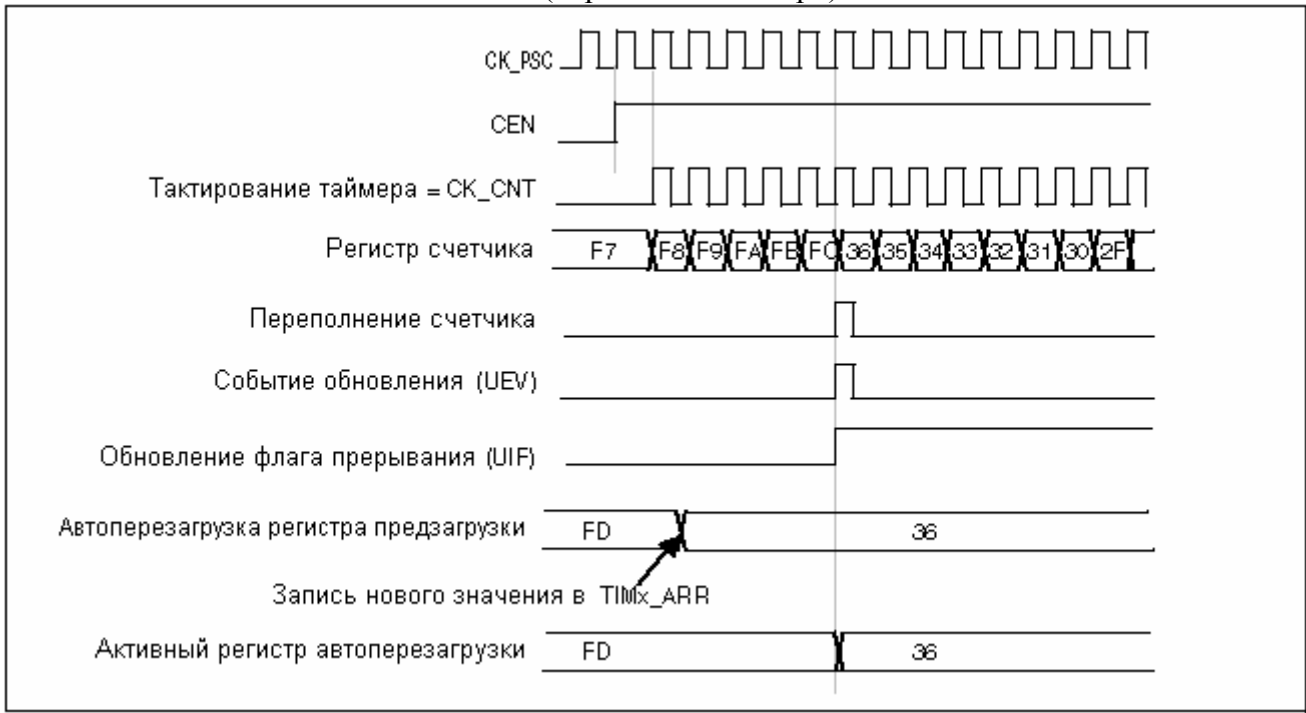 CK_PSC
CEN
Тактирование таймера = CK_CNT
Регистр счетчика F7 F8 F9 FA FB FC 36 35 34 33 32 31 30 2F
Переполнение счетчика
Событие обновления (UEV)
Обновление флага прерывания (UIF)
Автоперезагрузка регистра предзагрузки FD 36
Запись нового значения в TIMx_ARR
Активный регистр автоперезагрузки FD 36